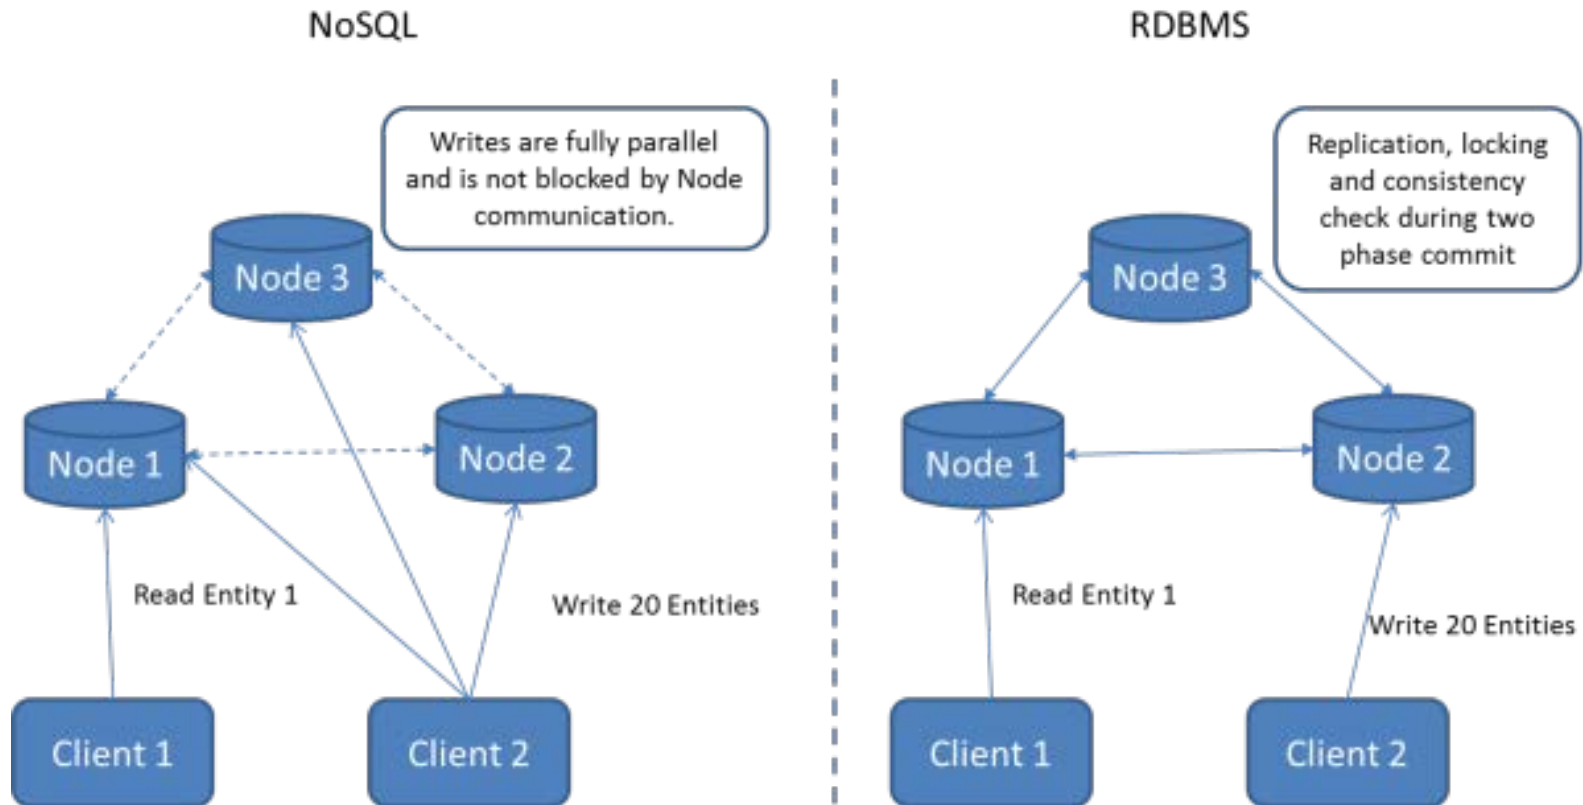 NoSQL
Writes are fully parallel
and is not blocked by Node
communication.
Node 3
Node 1
Node 2
Read Entity 1
Write 20 Entities
Client 1
Client 2
RDBMS
Replication, locking
and consistency
check during two
phase commit
Node 3
Node 1
Node 2
Read Entity 1
Write 20 Entities
Client 1
Client 2